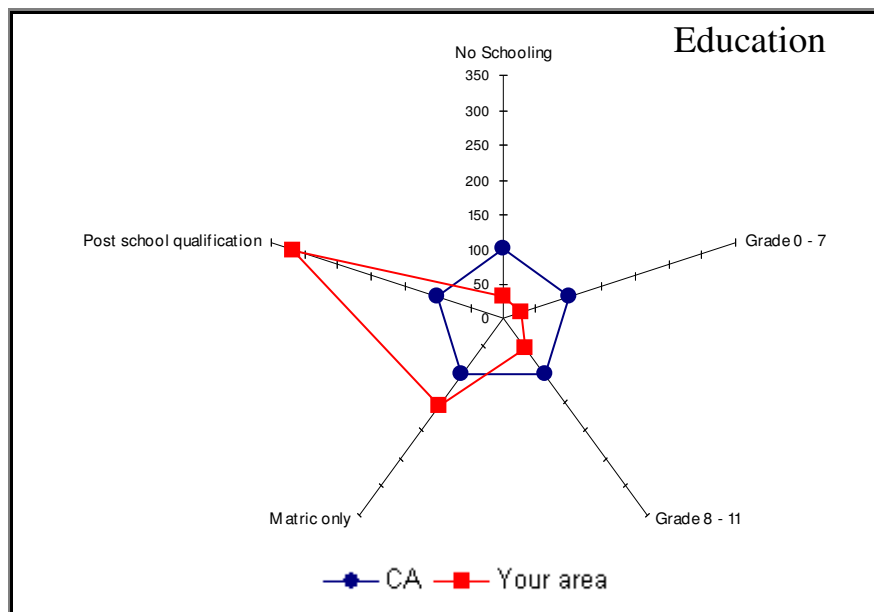 Education
No Schooling
350
300
250
200
150
100
50
0
Post school qualification
Grade 0 - 7
Matric only
Grade 8 - 11
CA
Your area